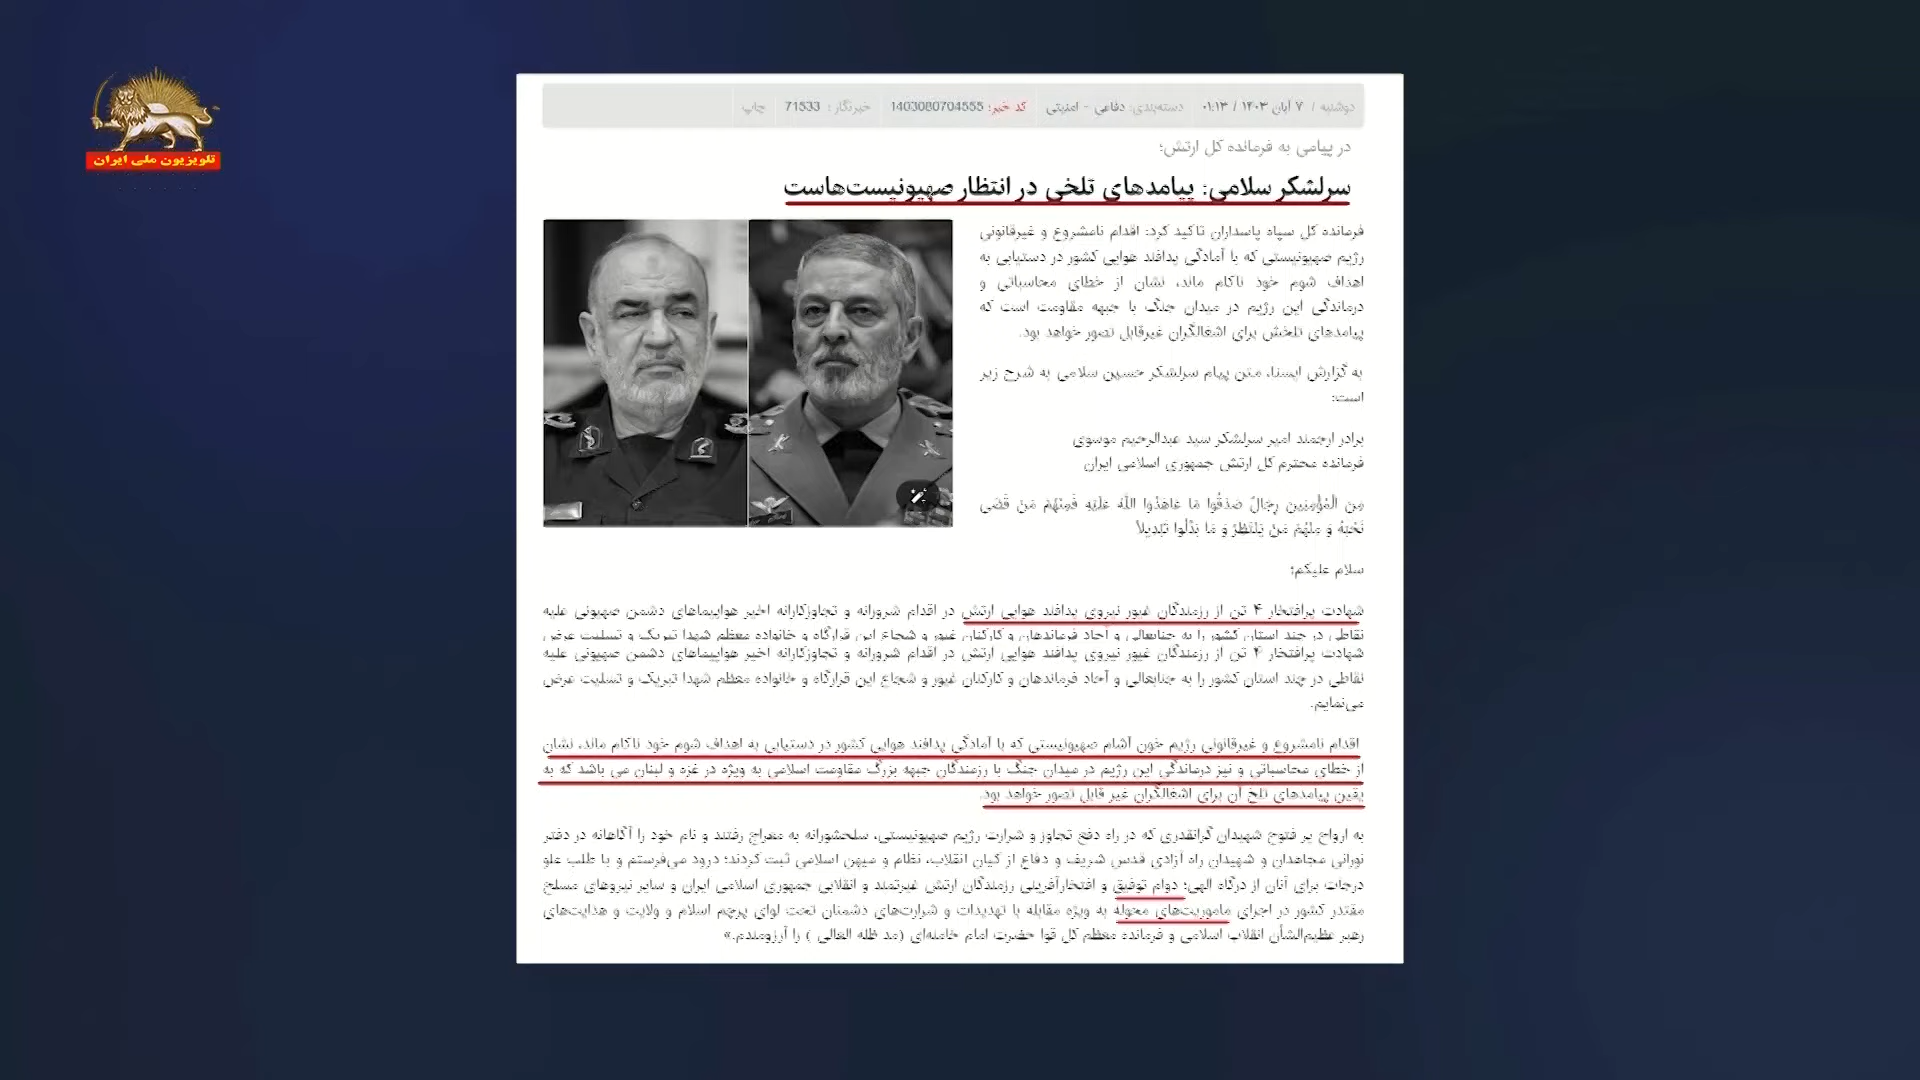 تلویزیون ملی ایران
دوشنبه / ۷ آبان ۱۴۰۳ / ۰۱:۱۳ دسته‌بندی: دفاعی - امنیتی کد خبر: 1403080704555 خبرنگار : 71533 چاپ
در پیامی به فرمانده کل ارتش؛
سرلشکر سلامی: پیامدهای تلخی در انتظار صهیونیست‌هاست
فرمانده کل سپاه پاسداران تاکید کرد: اقدام نامشروع و غیرقانونی
رژیم صهیونیستی که با آمادگی پدافند هوایی کشور در دستیابی به
اهداف شوم خود ناکام ماند، نشان از خطای محاسباتی و
درماندگی این رژیم در میدان جنگ با جبهه مقاومت است که
پیامدهای تلخش برای اشغالگران غیرقابل تصور خواهد بود.
به گزارش ایسنا، متن پیام سرلشکر حسین سلامی به شرح زیر
است:
برادر ارجمند امیر سرلشکر سید عبدالرحیم موسوی
فرمانده محترم کل ارتش جمهوری اسلامی ایران
مِنَ الْمُؤْمِنِینَ رِجَالٌ صَدَقُوا مَا عَاهَدُوا اللَّهَ عَلَیْهِ فَمِنْهُمْ مَنْ قَضَى
نَحْبَهُ وَ مِنْهُمْ مَنْ یَنْتَظِرُ وَ مَا بَدَّلُوا تَبْدِیلاً
سلام علیکم؛
شهادت پرافتخار ۴ تن از رزمندگان غیور نیروی پدافند هوایی ارتش در اقدام شرورانه و تجاوزکارانه اخیر هواپیماهای دشمن صهیونی علیه
نقاطی در چند استان کشور را به جنابعالی و آحاد فرماندهان و کارکنان غیور و شجاع این قرارگاه و خانواده معظم شهدا تبریک و تسلیت عرض
شهادت پرافتخار ۴ تن از رزمندگان غیور نیروی پدافند هوایی ارتش در اقدام شرورانه و تجاوزکارانه اخیر هواپیماهای دشمن صهیونی علیه
نقاطی در چند استان کشور را به جنابعالی و آحاد فرماندهان و کارکنان غیور و شجاع این قرارگاه و خانواده معظم شهدا تبریک و تسلیت عرض
می‌نمایم.
اقدام نامشروع و غیرقانونی رژیم خون آشام صهیونیستی که با آمادگی پدافند هوایی کشور در دستیابی به اهداف شوم خود ناکام ماند، نشان
از خطای محاسباتی و نیز درماندگی این رژیم در میدان جنگ با رزمندگان جبهه بزرگ مقاومت اسلامی به ویژه در غزه و لبنان می باشد که به
یقین پیامدهای تلخ آن برای اشغالگران غیر قابل تصور خواهد بود.
به ارواح پر فتوح شهیدان گرانقدری که در راه دفع تجاوز و شرارت رژیم صهیونیستی، سلحشورانه به معراج رفتند و نام خود را آگاهانه در دفتر
نورانی مجاهدان و شهیدان راه آزادی قدس شریف و دفاع از کیان انقلاب، نظام و میهن اسلامی ثبت کردند؛ درود می‌فرستم و با طلب علو
درجات برای آنان از درگاه الهی؛ دوام توفیق و افتخارآفرینی رزمندگان ارتش غیرتمند و انقلابی جمهوری اسلامی ایران و سایر نیروهای مسلح
مقتدر کشور در اجرای ماموریت‌های محوله به ویژه مقابله با تهدیدات و شرارت‌های دشمنان تحت لوای پرچم اسلام و ولایت و هدایت‌های
رهبر عظیم‌الشأن انقلاب اسلامی و فرمانده معظم کل قوا حضرت امام خامنه‌ای (مد ظله العالی ) را آرزومندم.»